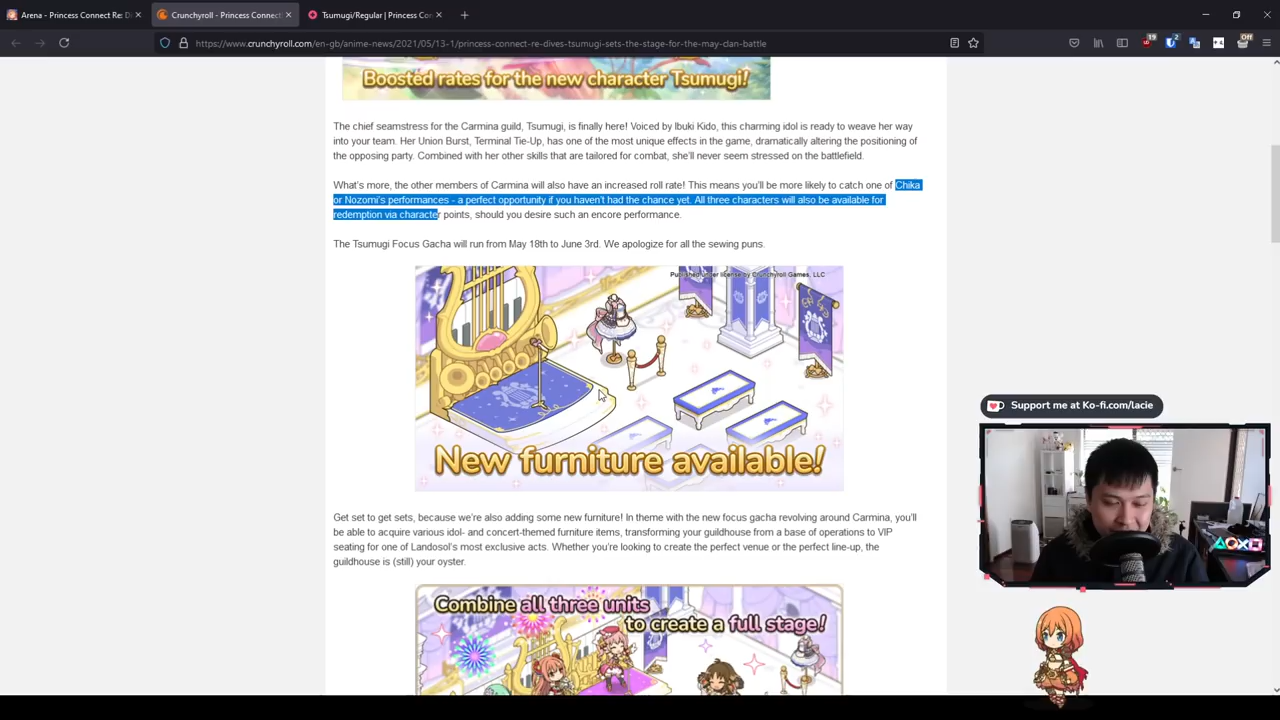 Arena - Princess Connect Re: D
Crunchyroll - Princess Connect
Tsumugi/Regular | Princess Con
https://www.crunchyroll.com/en-gb/anime-news/2021/05/13-1/princess-connect-re-dives-tsumugi-sets-the-stage-for-the-may-clan-battle
19
2
Off
Boosted rates for the new character Tsumugi!
The chief seamstress for the Carmina guild, Tsumugi, is finally here! Voiced by Ibuki Kido, this charming idol is ready to weave her way
into your team. Her Union Burst, Terminal Tie-Up, has one of the most unique effects in the game, dramatically altering the positioning of
the opposing party. Combined with her other skills that are tailored for combat, she'll never seem stressed on the battlefield.
What's more, the other members of Carmina will also have an increased roll rate! This means you'll be more likely to catch one of Chika
or Nozomi's performances - a perfect opportunity if you haven't had the chance yet. All three characters will also be available for
redemption via character points, should you desire such an encore performance.
The Tsumugi Focus Gacha will run from May 18th to June 3rd. We apologize for all the sewing puns.
Published under license by Crunchyroll Games, LLC
New furniture available!
Support me at Ko-fi.com/lacie
Get set to get sets, because we're also adding some new furniture! In theme with the new focus gacha revolving around Carmina, you'll
be able to acquire various idol- and concert-themed furniture items, transforming your guildhouse from a base of operations to VIP
seating for one of Landosol's most exclusive acts. Whether you're looking to create the perfect venue or the perfect line-up, the
guildhouse is (still) your oyster.
Combine all three units
to create a full stage!